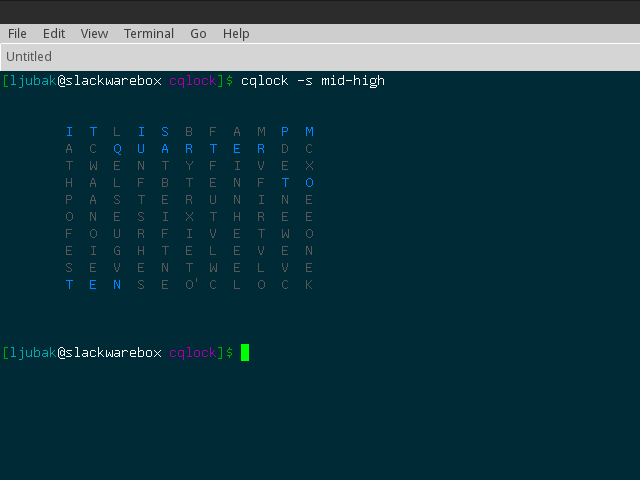 File Edit View Terminal Go Help
Untitled
[ljubak@slackwarebox cqlock]$ cqlock -s mid-high
I T L I S B F A M P M
A C Q U A R T E R D C
T W E N T Y F I V E X
H A L F B T E N F T O
P A S T E R U N I N E
O N E S I X T H R E E
F O U R F I V E T W O
E I G H T E L E V E N
S E V E N T W E L V E
T E N S E O' C L O C K
[ljubak@slackwarebox cqlock]$